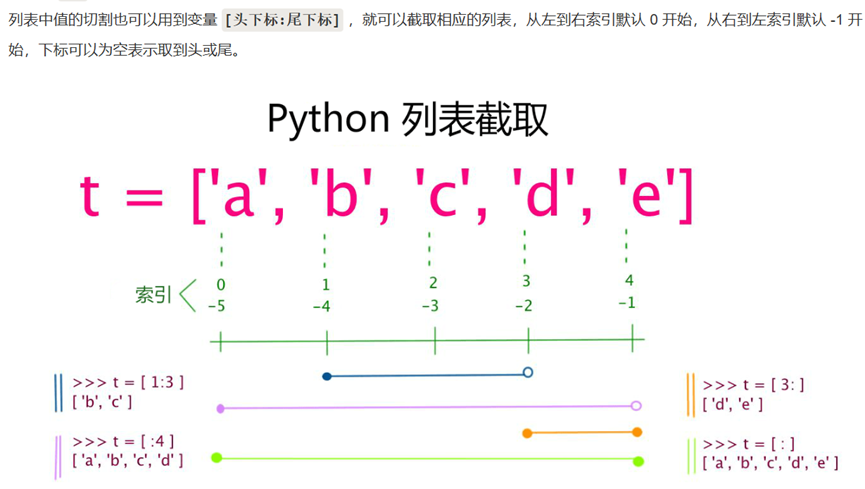 列表中值的切割也可以用到变量 [头下标:尾下标] ，就可以截取相应的列表，从左到右索引默认 0 开始，从右到左索引默认 -1 开
始，下标可以为空表示取到头或尾。
Python 列表截取
t = ['a', 'b', 'c', 'd', 'e']
索引
0 1 2 3 4
-5 -4 -3 -2 -1
>>> t = [ 1:3 ]
[ 'b', 'c' ]
>>> t = [ :4 ]
[ 'a', 'b', 'c', 'd' ]
>>> t = [ 3: ]
[ 'd', 'e' ]
>>> t = [ : ]
[ 'a', 'b', 'c', 'd', 'e' ]